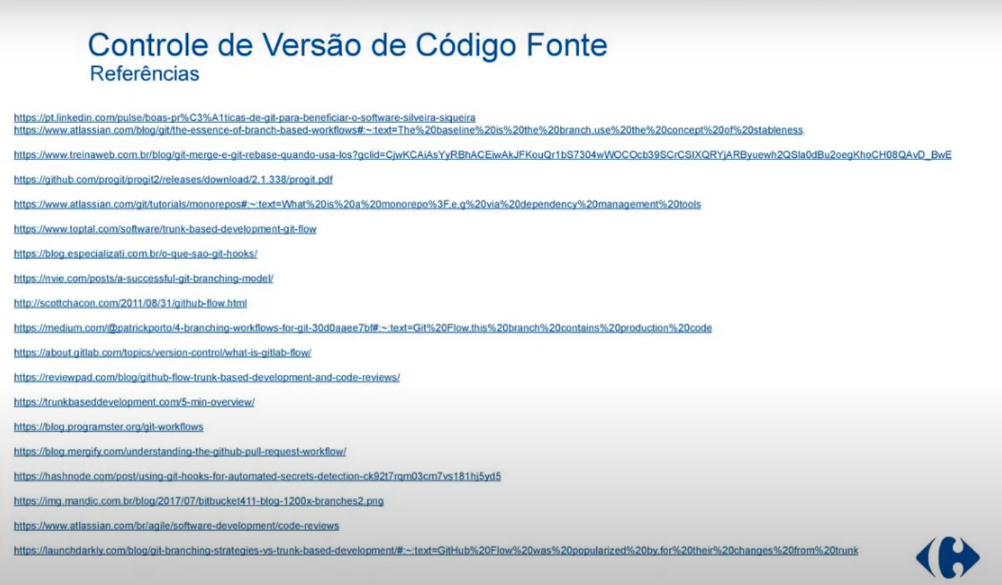 Controle de Versão de Código Fonte
Referências
https://pt.linkedin.com/pulse/boas-pr%C3%A1ticas-de-git-para-beneficiar-o-software-silveira-siqueira
https://www.atlassian.com/blog/git/the-essence-of-branch-based-workflows#:~:text=The%20baseline%20is%20the%20branch,use%20the%20concept%20of%20stableness.
https://www.treinaweb.com.br/blog/git-merge-e-git-rebase-quando-usa-los?gclid=CjwKCAiAsYyRBhACEiwAkJFKouQr1bS7304wWOCOcb39SCrCSIXQRYjARByuewh2QSla0dBu2oegKhoCH08QAvD_BwE
https://github.com/progit/progit2/releases/download/2.1.338/progit.pdf
https://www.atlassian.com/git/tutorials/monorepos#:~:text=What%20is%20a%20monorepo%3F,e.g%20via%20dependency%20management%20tools
https://www.toptal.com/software/trunk-based-development-git-flow
https://blog.especializati.com.br/o-que-sao-git-hooks/
https://nvie.com/posts/a-successful-git-branching-model/
http://scottchacon.com/2011/08/31/github-flow.html
https://medium.com/@patrickporto/4-branching-workflows-for-git-30d0aaee7bf#:~:text=Git%20Flow,this%20branch%20contains%20production%20code
https://about.gitlab.com/topics/version-control/what-is-gitlab-flow/
https://reviewpad.com/blog/github-flow-trunk-based-development-and-code-reviews/
https://trunkbaseddevelopment.com/5-min-overview/
https://blog.programster.org/git-workflows
https://blog.mergify.com/understanding-the-github-pull-request-workflow/
https://hashnode.com/post/using-git-hooks-for-automated-secrets-detection-ck92t7rqm03cm7vs181hj5yd5
https://img.mandic.com.br/blog/2017/07/bitbucket411-blog-1200x-branches2.png
https://www.atlassian.com/br/agile/software-development/code-reviews
https://launchdarkly.com/blog/git-branching-strategies-vs-trunk-based-development/#:~:text=GitHub%20Flow%20was%20popularized%20by,for%20their%20changes%20from%20trunk